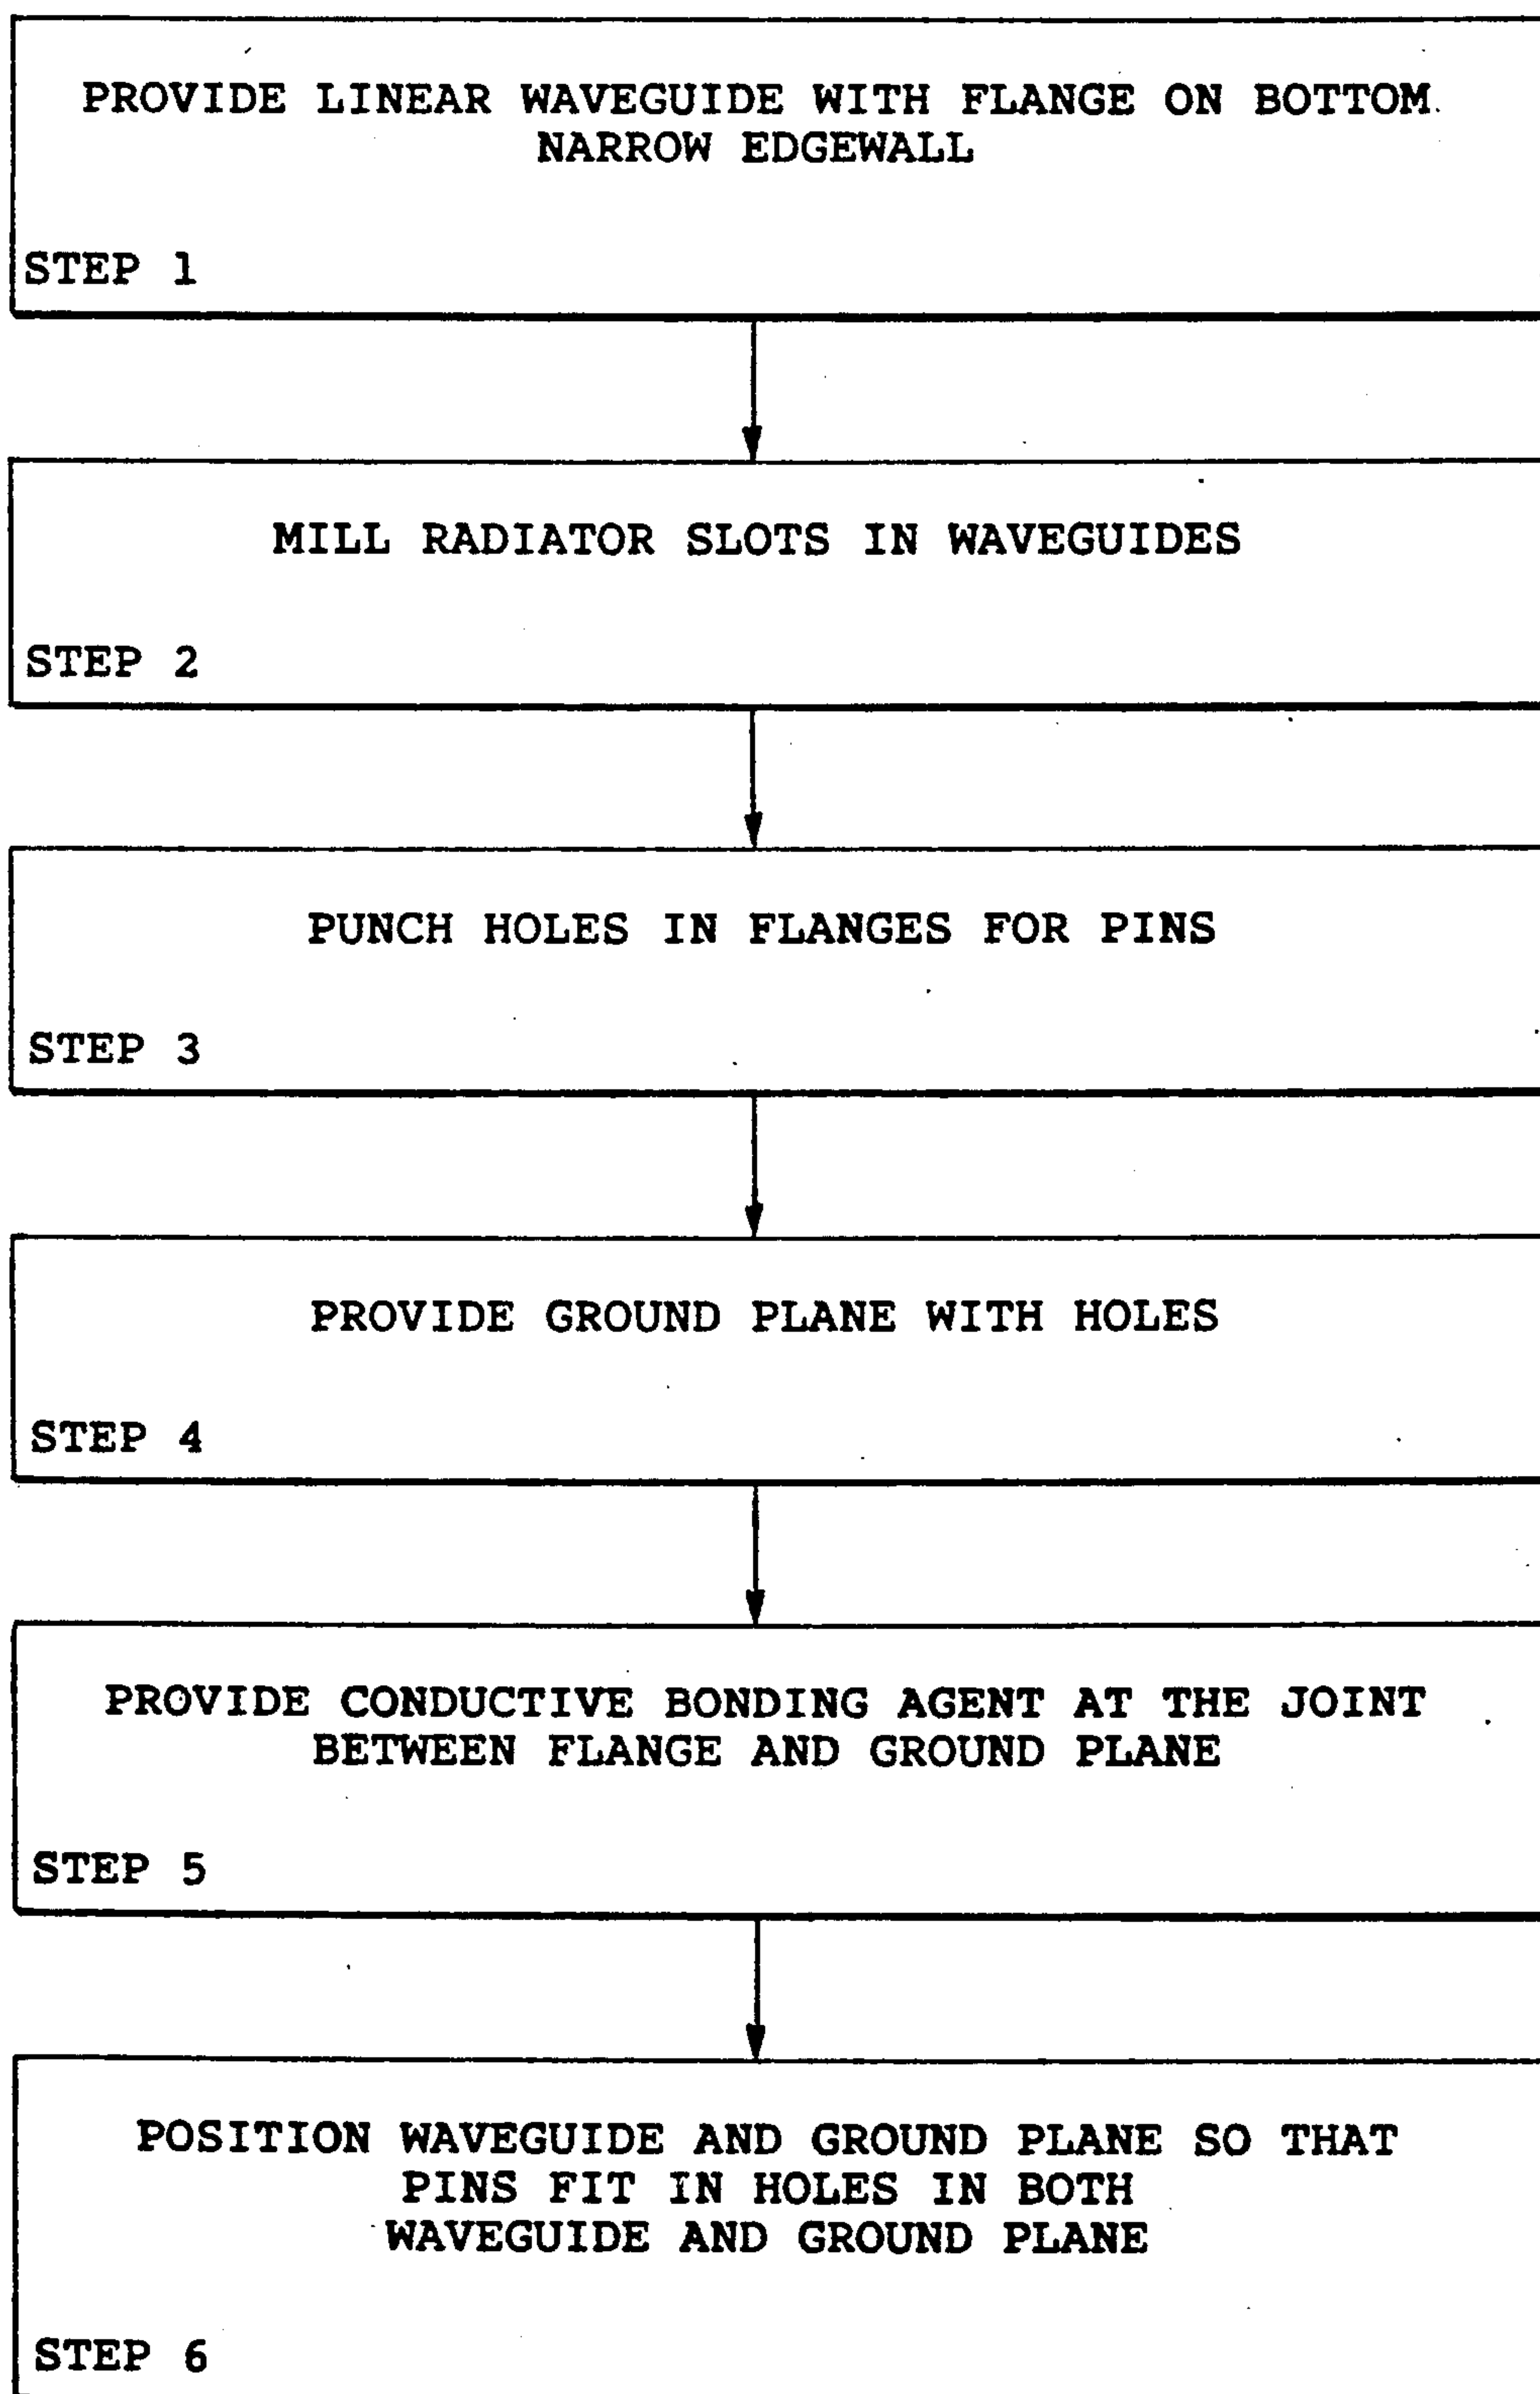 PROVIDE LINEAR WAVEGUIDE WITH FLANGE ON BOTTOM
NARROW EDGEWALL
STEP 1
MILL RADIATOR SLOTS IN WAVEGUIDES
STEP 2
PUNCH HOLES IN FLANGES FOR PINS
STEP 3
PROVIDE GROUND PLANE WITH HOLES
STEP 4
PROVIDE CONDUCTIVE BONDING AGENT AT THE JOINT
BETWEEN FLANGE AND GROUND PLANE
STEP 5
POSITION WAVEGUIDE AND GROUND PLANE SO THAT
PINS FIT IN HOLES IN BOTH
WAVEGUIDE AND GROUND PLANE
STEP 6